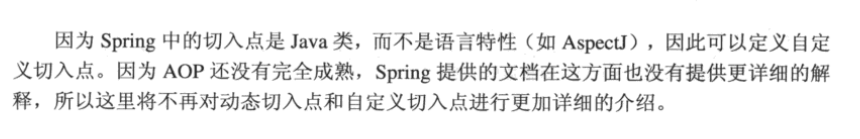 因为 Spring 中的切入点是 Java 类，而不是语言特性（如 AspectJ），因此可以定义自定
义切入点。因为 AOP 还没有完全成熟，Spring 提供的文档在这方面也没有提供更详细的解
释，所以这里将不再对动态切入点和自定义切入点进行更加详细的介绍。